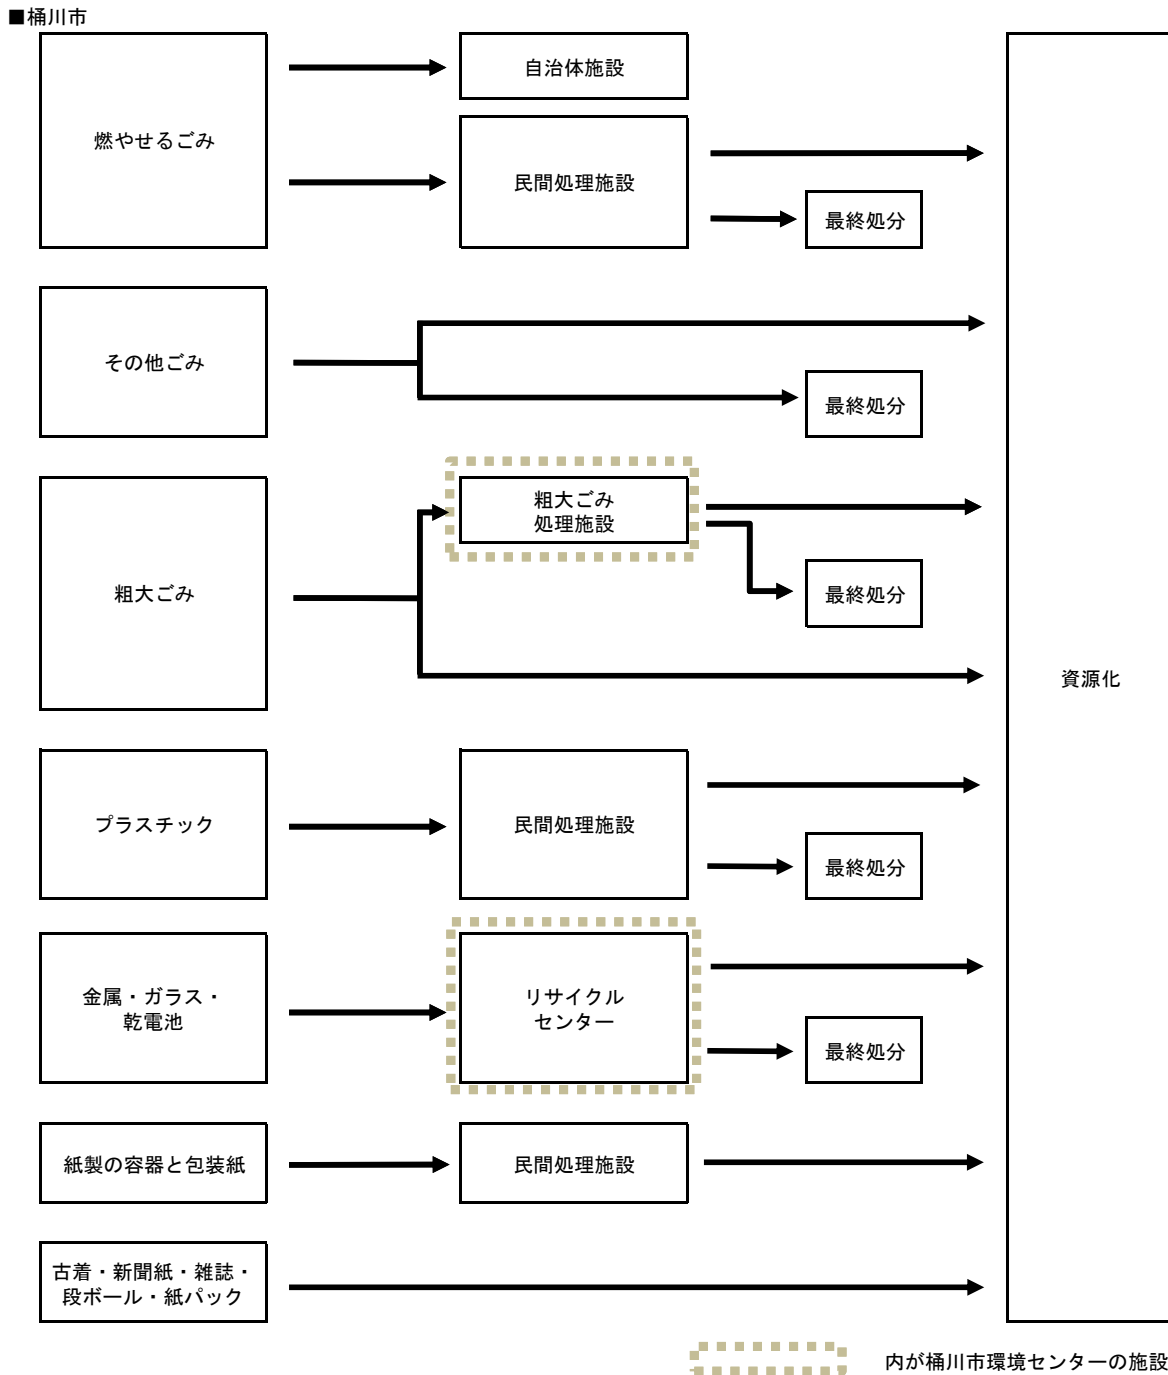 ■桶川市
燃やせるごみ
自治体施設
民間処理施設
最終処分
その他ごみ
最終処分
粗大ごみ
粗大ごみ
処理施設
最終処分
資源化
プラスチック
民間処理施設
最終処分
金属・ガラス・
乾電池
リサイクル
センター
最終処分
紙製の容器と包装紙
民間処理施設
古着・新聞紙・雑誌・
段ボール・紙パック
内が桶川市環境センターの施設